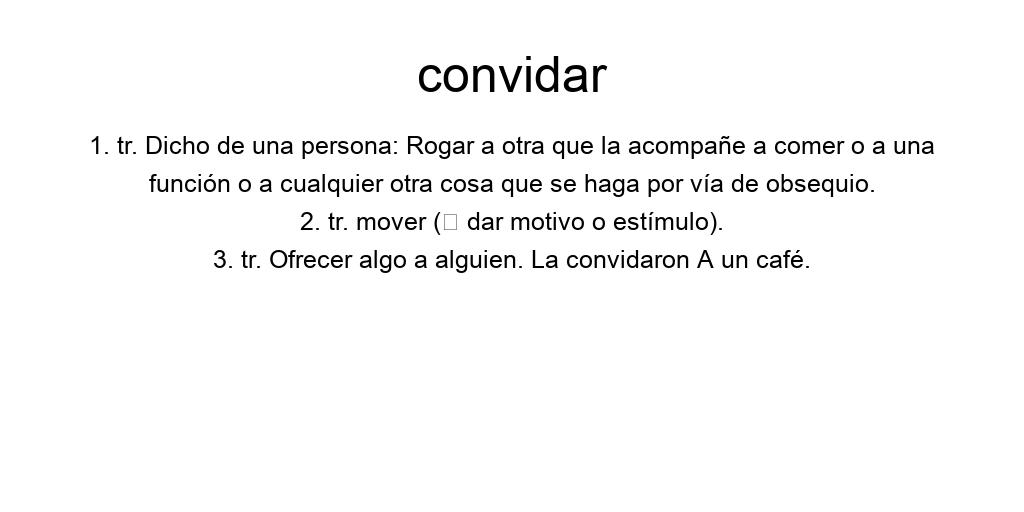 convidar
1. tr. Dicho de una persona: Rogar a otra que la acompañe a comer o a una
función o a cualquier otra cosa que se haga por vía de obsequio.
2. tr. mover (□ dar motivo o estímulo).
3. tr. Ofrecer algo a alguien. La convidaron A un café.